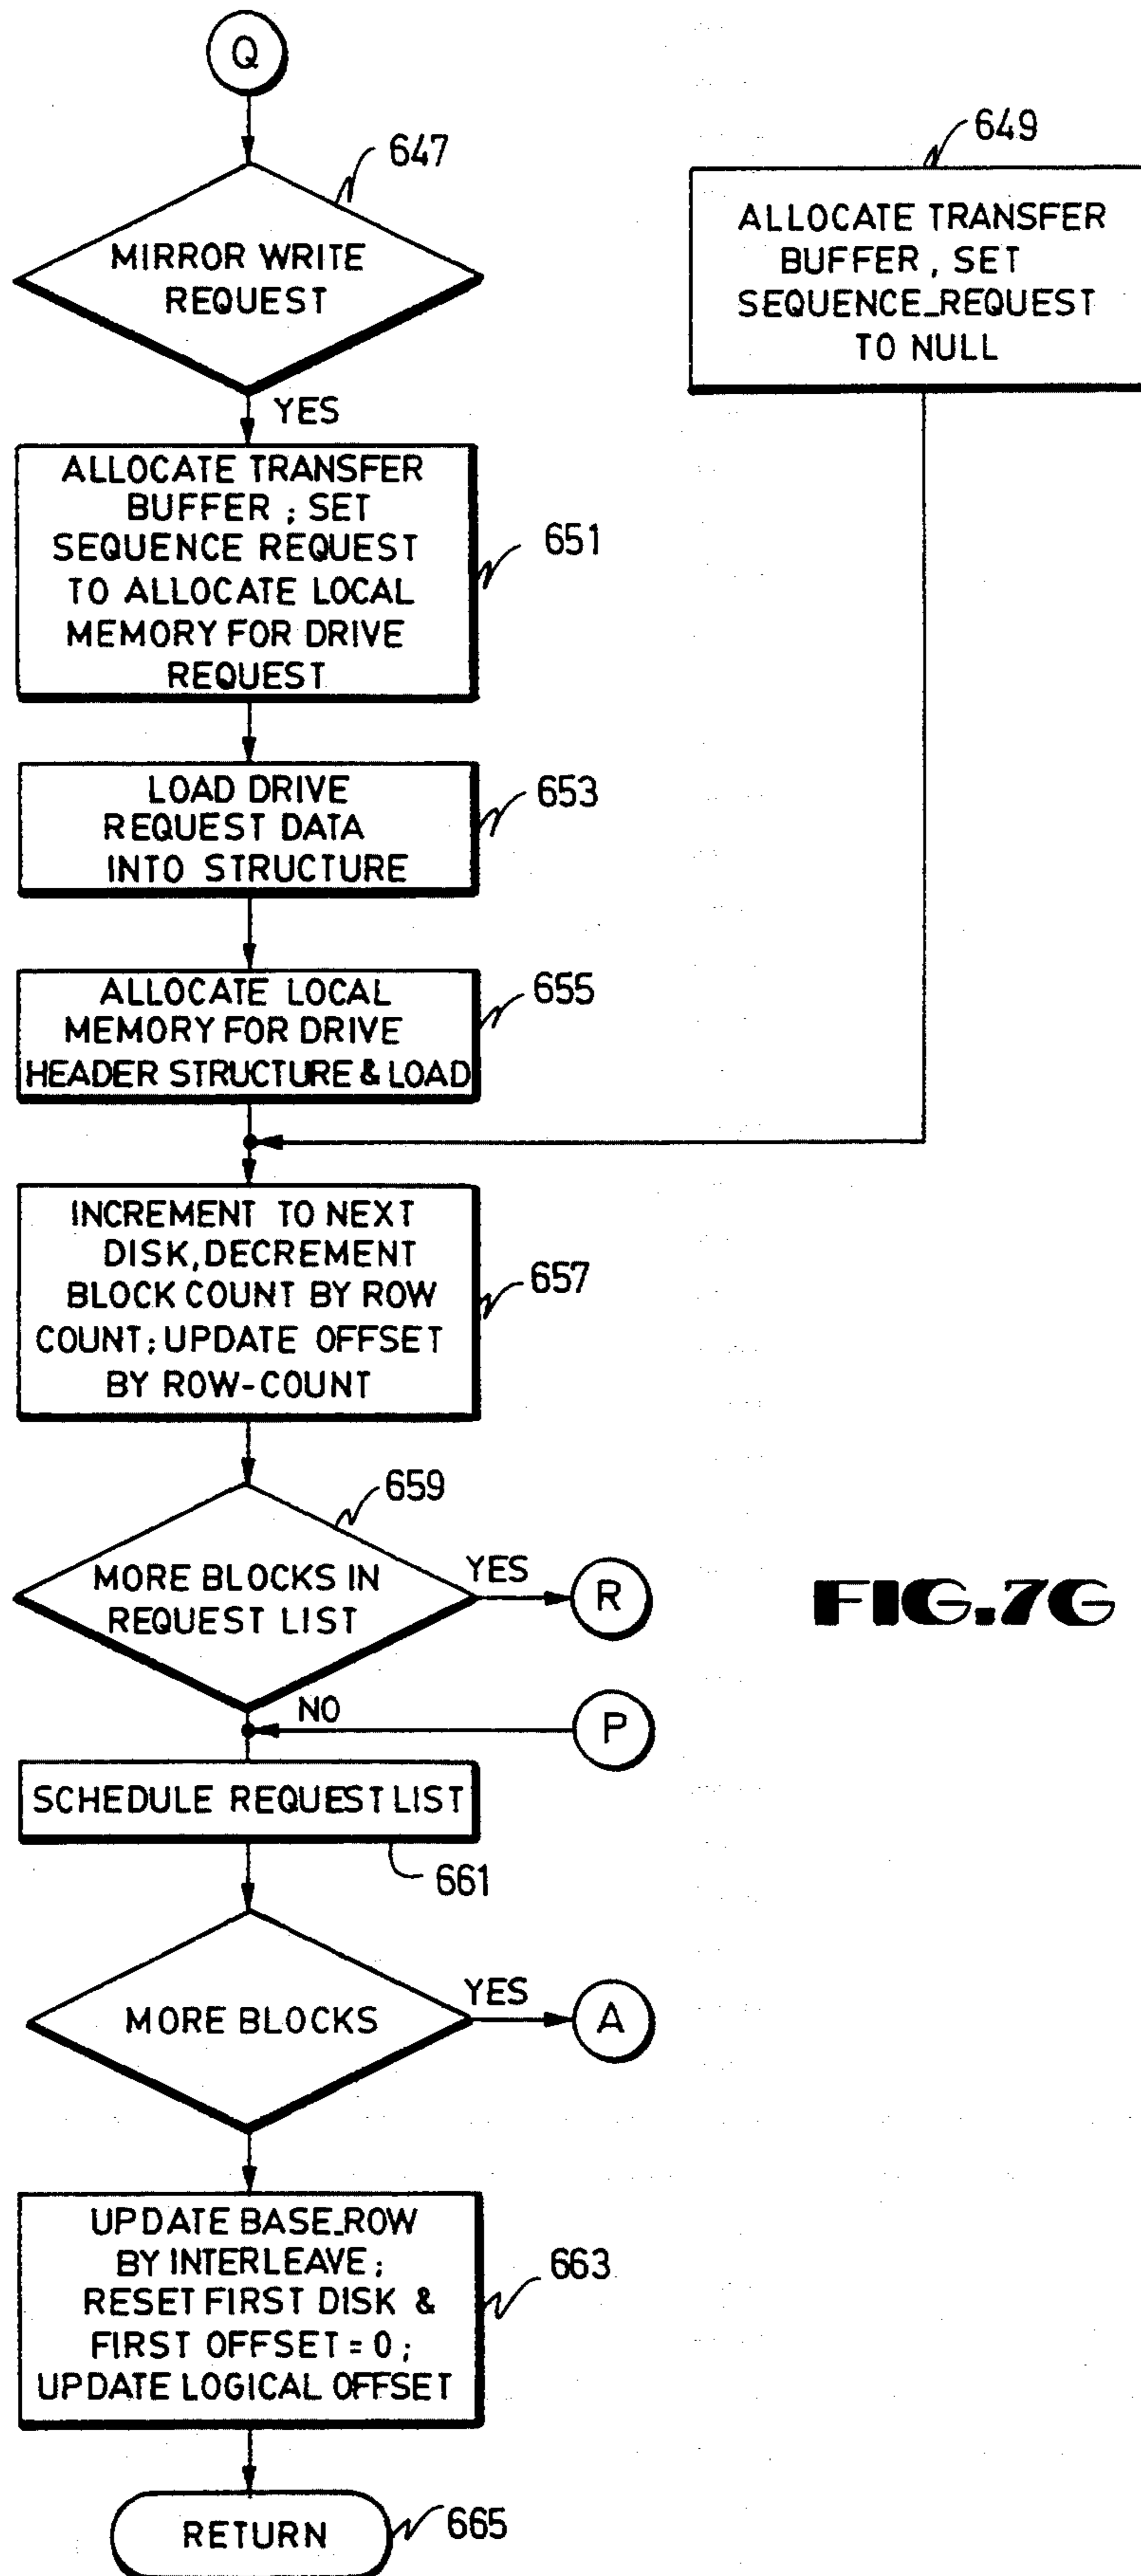 Q
647
MIRROR WRITE
REQUEST
YES
649
ALLOCATE TRANSFER
BUFFER, SET
SEQUENCE_REQUEST
TO NULL
ALLOCATE TRANSFER
BUFFER; SET
SEQUENCE REQUEST
TO ALLOCATE LOCAL
MEMORY FOR DRIVE
REQUEST
651
LOAD DRIVE
REQUEST DATA
INTO STRUCTURE
653
ALLOCATE LOCAL
MEMORY FOR DRIVE
HEADER STRUCTURE & LOAD
655
INCREMENT TO NEXT
DISK, DECREMENT
BLOCK COUNT BY ROW
COUNT; UPDATE OFFSET
BY ROW-COUNT
657
659
MORE BLOCKS IN
REQUEST LIST
YES
R
FIG.7G
NO
P
SCHEDULE REQUEST LIST
661
MORE BLOCKS
YES
A
UPDATE BASE_ROW
BY INTERLEAVE;
RESET FIRST DISK &
FIRST OFFSET = 0;
UPDATE LOGICAL OFFSET
663
RETURN
665